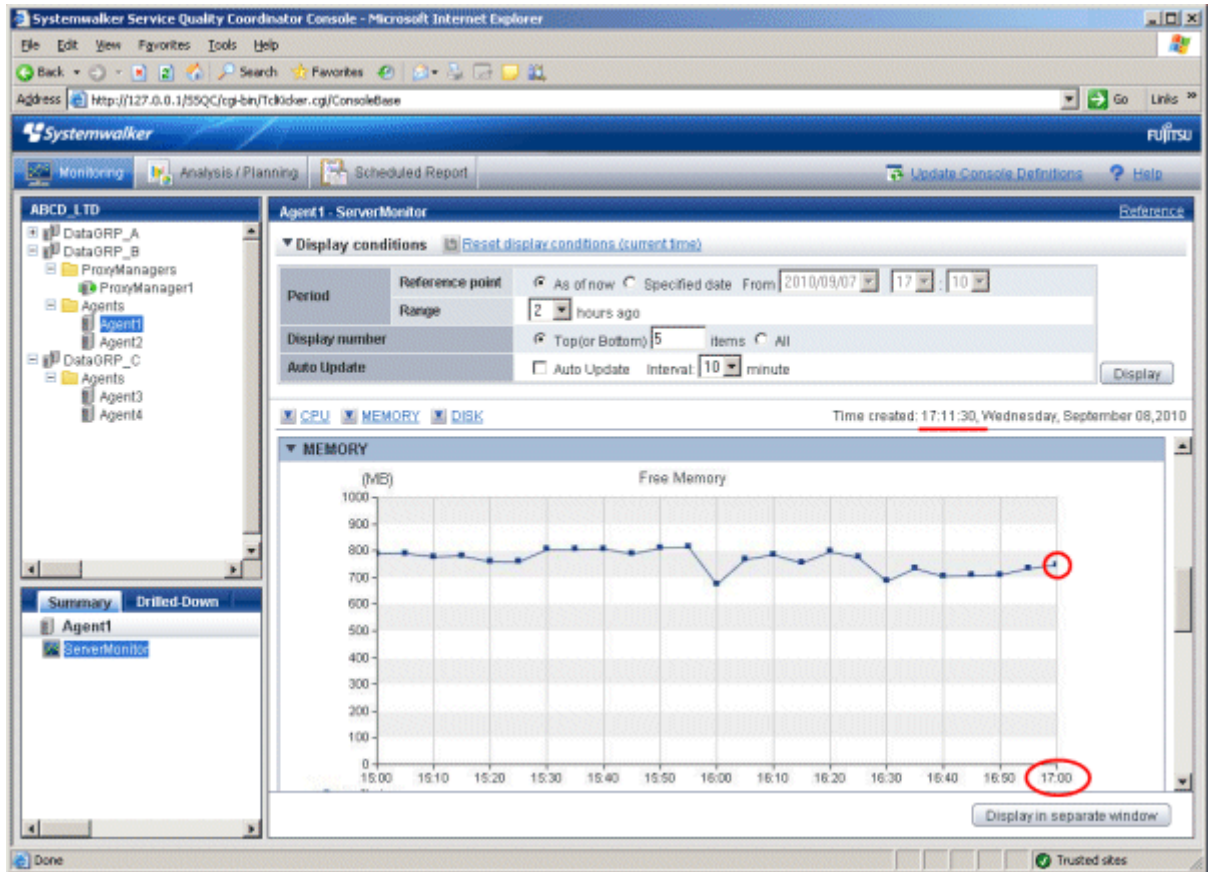 Systemwalker Service Quality Coordinator Console - Microsoft Internet Explorer
File Edit View Favorites Tools Help
Back Search Favorites
Address http://127.0.0.1/SSQC/cgi-bin/TclKicker.cgi/ConsoleBase Go Links »
Systemwalker FUJITSU
Monitoring Analysis / Planning Scheduled Report Update Console Definitions ? Help
ABCD_LTD
DataGRP_A
DataGRP_B
ProxyManagers
ProxyManager1
Agents
Agent1
Agent2
DataGRP_C
Agents
Agent3
Agent4
Summary Drilled-Down
Agent1
ServerMonitor
Agent1 - ServerMonitor Reference
Display conditions Reset display conditions (current time)
Period Reference point As of now Specified date From 2010/09/07 17 : 10
Range 2 hours ago
Display number Top(or Bottom) 5 items All
Auto Update Auto Update Interval: 10 minute
Display
CPU MEMORY DISK Time created: 17:11:30, Wednesday, September 08,2010
MEMORY
(MB) Free Memory
1000
900
800
700
600
500
400
300
200
100
0
15:00 15:10 15:20 15:30 15:40 15:50 16:00 16:10 16:20 16:30 16:40 16:50 17:00
Display in separate window
Done Trusted sites